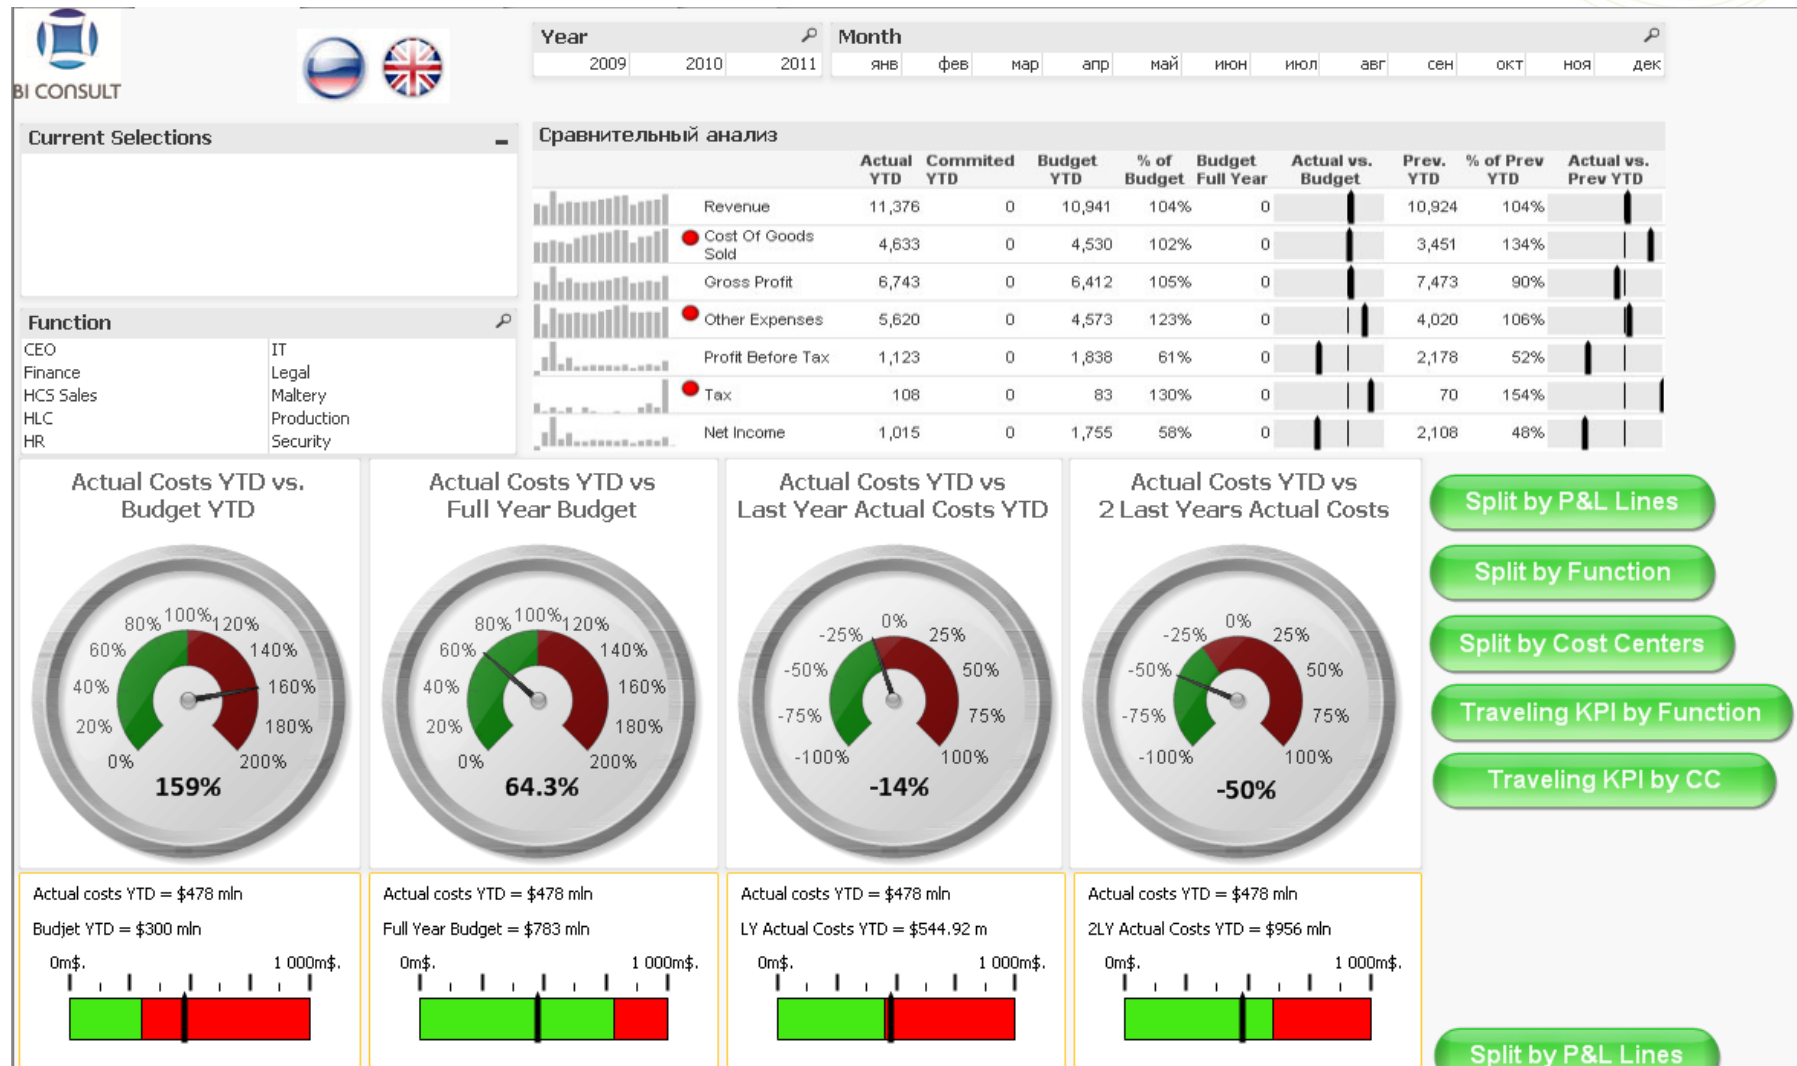 BI CONSULT
Year
2009 2010 2011
Month
янв фев мар апр май июн июл авг сен окт ноя дек
Current Selections
Function
CEO IT
Finance Legal
HCS Sales Maltery
HLC Production
HR Security
Сравнительный анализ
Actual YTD Commited YTD Budget YTD % of Budget Budget Full Year Actual vs. Budget Prev. YTD % of Prev YTD Actual vs. Prev YTD
Revenue 11,376 0 10,941 104% 0 10,924 104%
Cost Of Goods Sold 4,633 0 4,530 102% 0 3,451 134%
Gross Profit 6,743 0 6,412 105% 0 7,473 90%
Other Expenses 5,620 0 4,573 123% 0 4,020 106%
Profit Before Tax 1,123 0 1,838 61% 0 2,178 52%
Tax 108 0 83 130% 0 70 154%
Net Income 1,015 0 1,755 58% 0 2,108 48%
Actual Costs YTD vs.
Budget YTD
0% 20% 40% 60% 80% 100% 120% 140% 160% 180% 200%
159%
Actual Costs YTD vs
Full Year Budget
0% 20% 40% 60% 80% 100% 120% 140% 160% 180% 200%
64.3%
Actual Costs YTD vs
Last Year Actual Costs YTD
-100% -75% -50% -25% 0% 25% 50% 75% 100%
-14%
Actual Costs YTD vs
2 Last Years Actual Costs
-100% -75% -50% -25% 0% 25% 50% 75% 100%
-50%
Split by P&L Lines
Split by Function
Split by Cost Centers
Traveling KPI by Function
Traveling KPI by CC
Actual costs YTD = $478 mln
Budjet YTD = $300 mln
0m$. 1 000m$.
Actual costs YTD = $478 mln
Full Year Budget = $783 mln
0m$. 1 000m$.
Actual costs YTD = $478 mln
LY Actual Costs YTD = $544.92 m
0m$. 1 000m$.
Actual costs YTD = $478 mln
2LY Actual Costs YTD = $956 mln
0m$. 1 000m$.
Split by P&L Lines